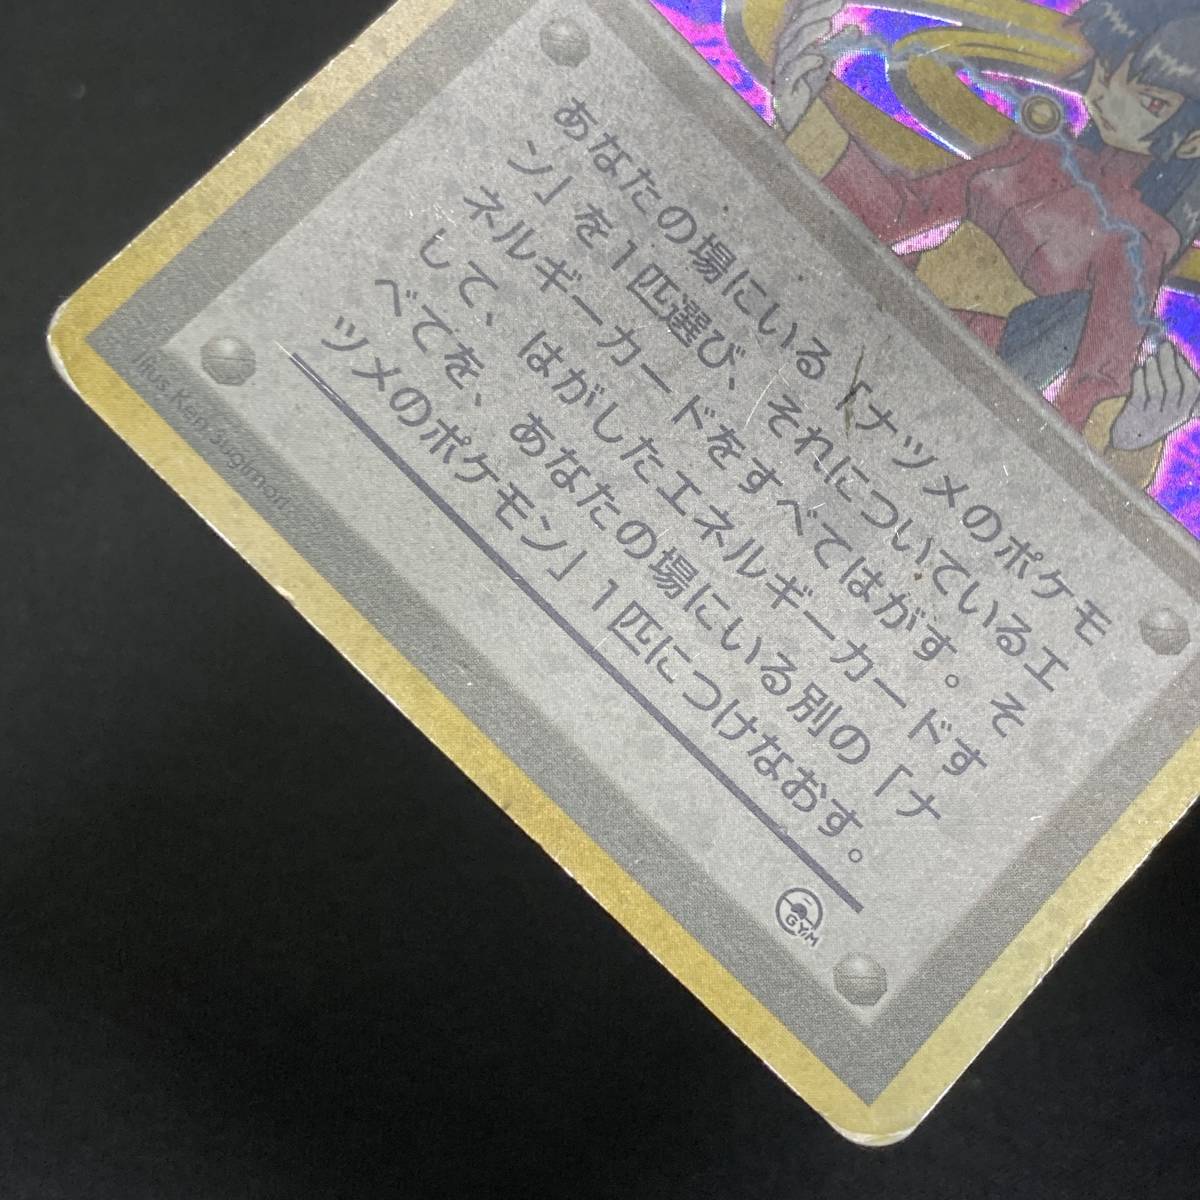 あなたの場にいる「ナツメのポケモ
ン」を1匹選び、それについているエ
ネルギーカードをすべてはがす。そ
して、はがしたエネルギーカードす
べてを、あなたの場にいる別の「ナ
ツメのポケモン」1匹につけなおす。
GYM
Illus. Ken Sugimori